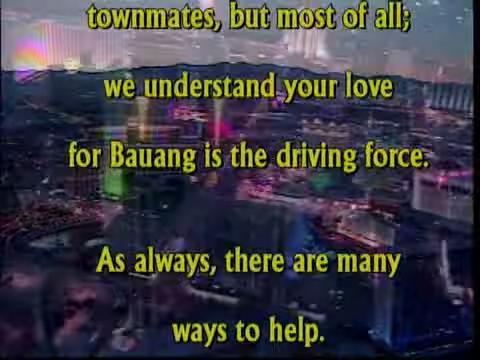 townmates, but most of all;
we understand your love
for Bauang is the driving force.
As always, there are many
ways to help.